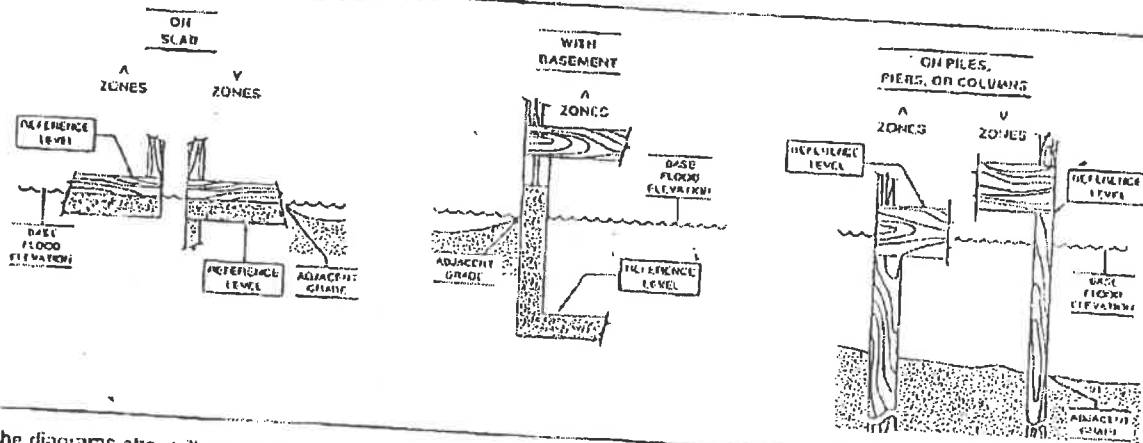 ON
SLAB
A
ZONES
V
ZONES
REFERENCE
LEVEL
BASE
FLOOD
ELEVATION
REFERENCE
LEVEL
ADJACENT
GRADE
WITH
BASEMENT
A
ZONES
BASE
FLOOD
ELEVATION
ADJACENT
GRADE
REFERENCE
LEVEL
ON PILES,
PIERS, OR COLUMNS
A
ZONES
V
ZONES
REFERENCE
LEVEL
REFERENCE
LEVEL
BASE
FLOOD
ELEVATION
ADJACENT
GRADE
he diagrams